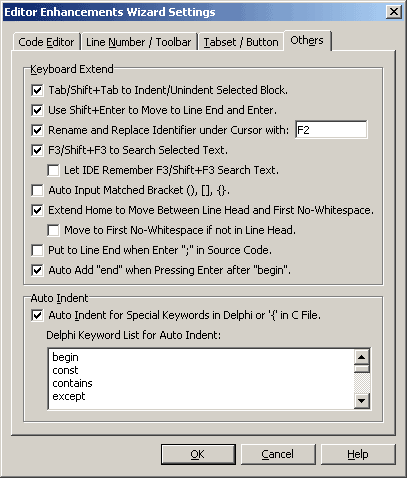 Editor Enhancements Wizard Settings
Code Editor Line Number / Toolbar Tabset / Button Others
Keyboard Extend
Tab/Shift+Tab to Indent/Unindent Selected Block.
Use Shift+Enter to Move to Line End and Enter.
Rename and Replace Identifier under Cursor with: F2
F3/Shift+F3 to Search Selected Text.
Let IDE Remember F3/Shift+F3 Search Text.
Auto Input Matched Bracket (), [], {}.
Extend Home to Move Between Line Head and First No-Whitespace.
Move to First No-Whitespace if not in Line Head.
Put to Line End when Enter ";" in Source Code.
Auto Add "end" when Pressing Enter after "begin".
Auto Indent
Auto Indent for Special Keywords in Delphi or '{' in C File.
Delphi Keyword List for Auto Indent:
begin
const
contains
except
OK Cancel Help